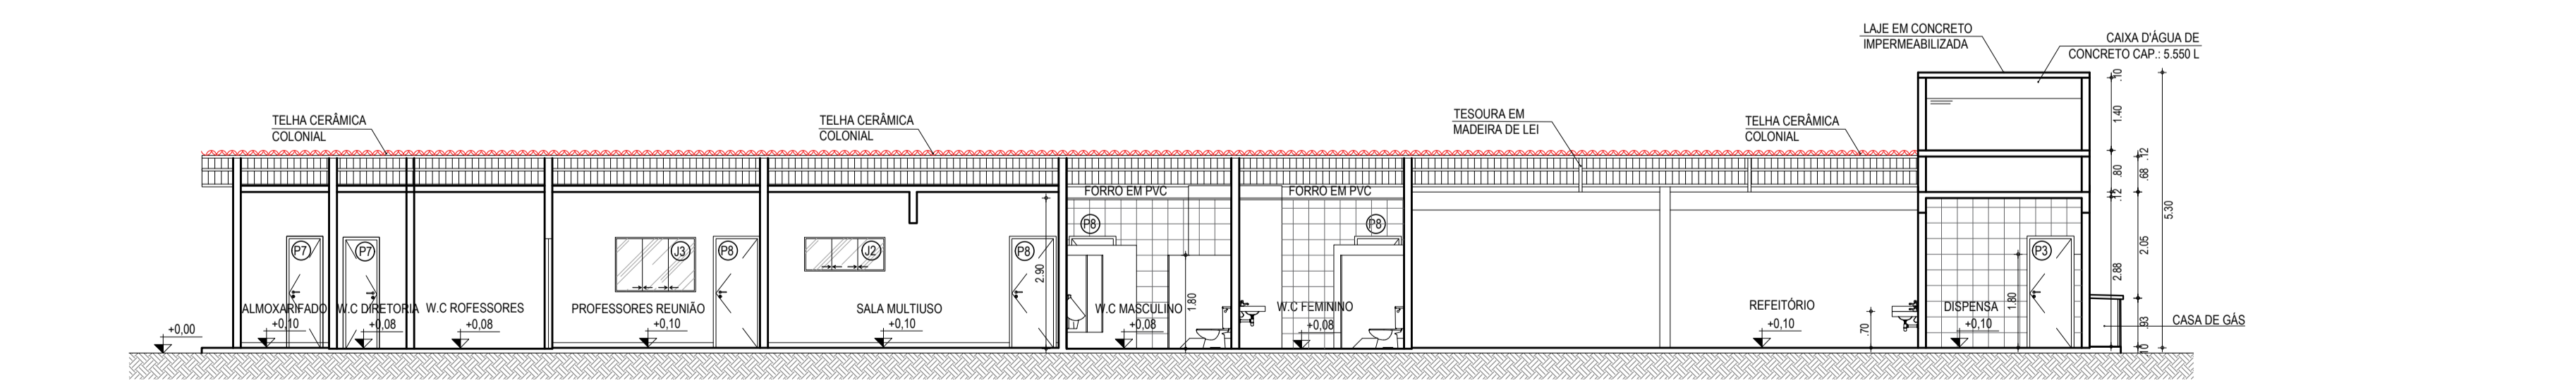 LAJE EM CONCRETO
IMPERMEABILIZADA
CAIXA D'ÁGUA DE
CONCRETO CAP.: 5.550 L
TELHA CERÂMICA
COLONIAL
TELHA CERÂMICA
COLONIAL
TESOURA EM
MADEIRA DE LEI
TELHA CERÂMICA
COLONIAL
.10
1.40
.12
.80
.68
.12
5.30
2.05
2.88
.93
.10
FORRO EM PVC
FORRO EM PVC
P7
P7
J3
P8
J2
P8
P8
P8
P3
2.90
1.80
.70
1.80
ALMOXARIFADO
+0,10
W.C DIRETORIA
+0,08
W.C ROFESSORES
+0,08
PROFESSORES REUNIÃO
+0,10
SALA MULTIUSO
+0,10
W.C MASCULINO
+0,08
W.C FEMININO
+0,08
REFEITÓRIO
+0,10
DISPENSA
+0,10
CASA DE GÁS
+0,00